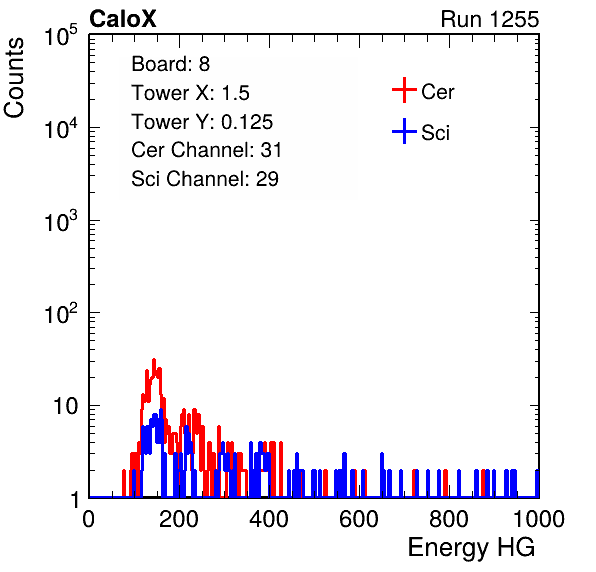 CaloX Run 1255
Board: 8
Tower X: 1.5
Tower Y: 0.125
Cer Channel: 31
Sci Channel: 29
Cer
Sci
Counts
10^5
10^4
10^3
10^2
10
1
0 200 400 600 800 1000
Energy HG